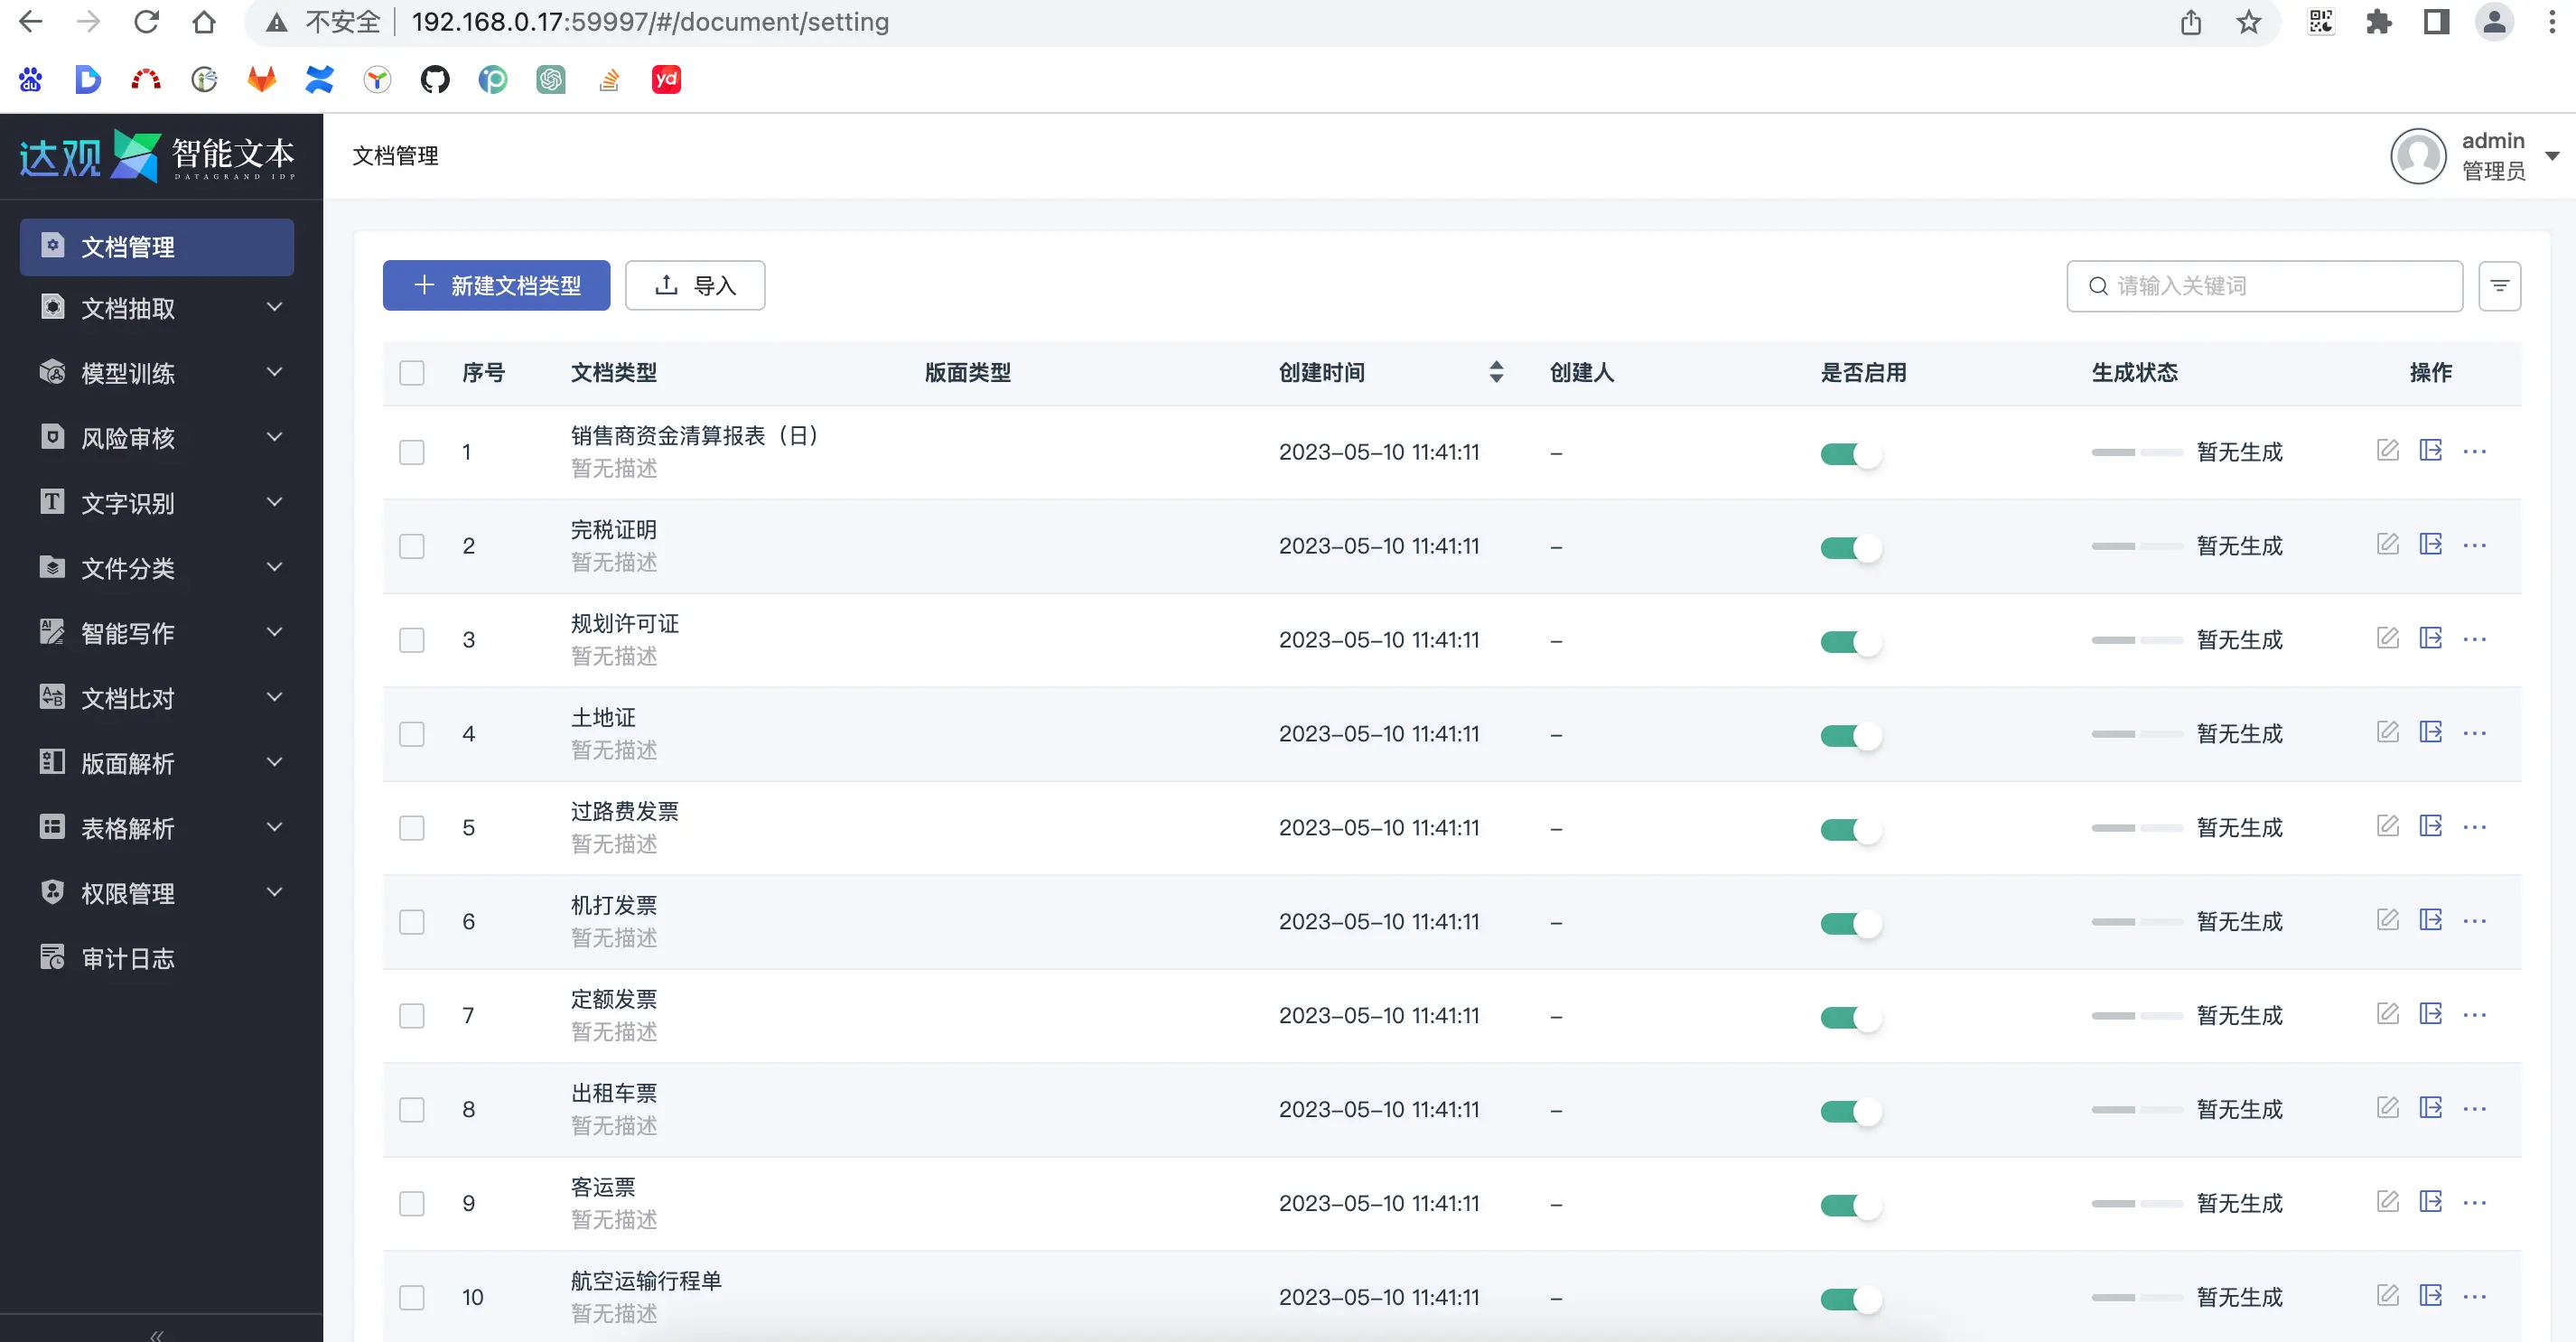 不安全 192.168.0.17:59997/#/document/setting
yd
达观 智能文本
DATAGRAND IDP
文档管理
admin
管理员
文档管理
文档抽取
模型训练
风险审核
文字识别
文件分类
智能写作
文档比对
版面解析
表格解析
权限管理
审计日志
新建文档类型 导入 请输入关键词
序号 文档类型 版面类型 创建时间 创建人 是否启用 生成状态 操作
1 销售商资金清算报表（日） 2023-05-10 11:41:11 – 暂无生成 ...
暂无描述
2 完税证明 2023-05-10 11:41:11 – 暂无生成 ...
暂无描述
3 规划许可证 2023-05-10 11:41:11 – 暂无生成 ...
暂无描述
4 土地证 2023-05-10 11:41:11 – 暂无生成 ...
暂无描述
5 过路费发票 2023-05-10 11:41:11 – 暂无生成 ...
暂无描述
6 机打发票 2023-05-10 11:41:11 – 暂无生成 ...
暂无描述
7 定额发票 2023-05-10 11:41:11 – 暂无生成 ...
暂无描述
8 出租车票 2023-05-10 11:41:11 – 暂无生成 ...
暂无描述
9 客运票 2023-05-10 11:41:11 – 暂无生成 ...
暂无描述
10 航空运输行程单 2023-05-10 11:41:11 – 暂无生成 ...
暂无描述